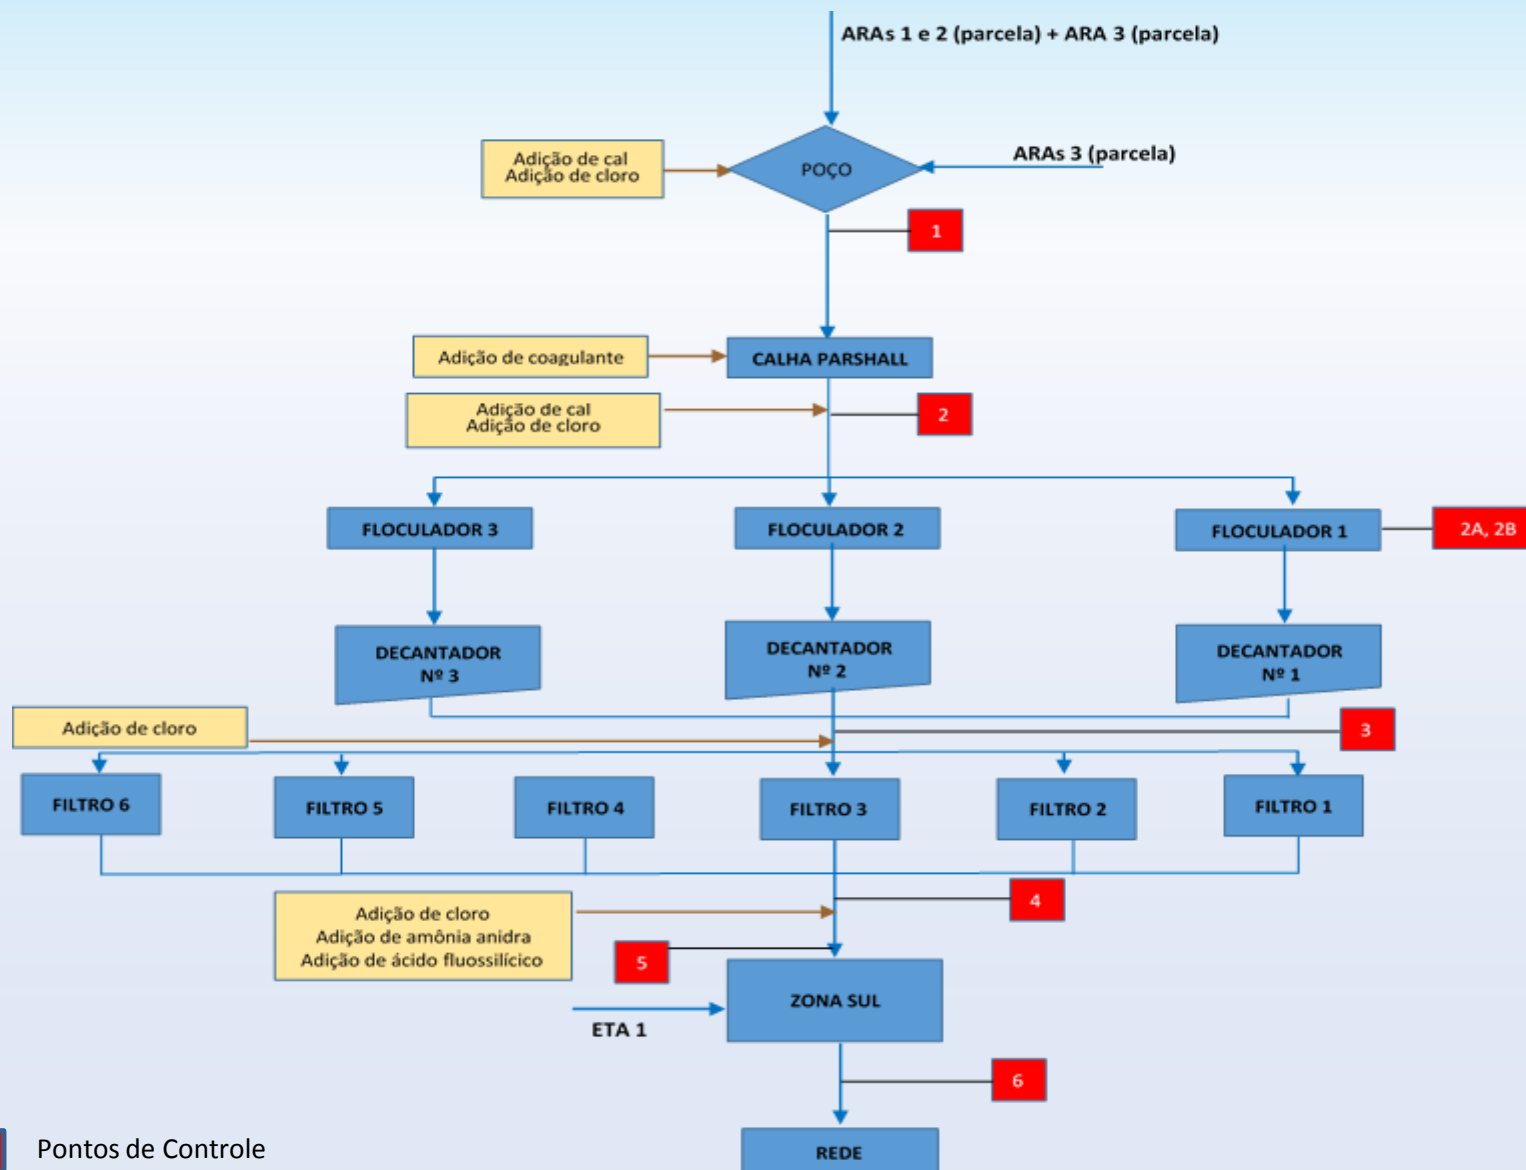 ARAs 1 e 2 (parcela) + ARA 3 (parcela)
Adição de cal
Adição de cloro
POÇO
ARAs 3 (parcela)
1
Adição de coagulante
CALHA PARSHALL
Adição de cal
Adição de cloro
2
FLOCULADOR 3
FLOCULADOR 2
FLOCULADOR 1
2A, 2B
DECANTADOR
Nº 3
DECANTADOR
Nº 2
DECANTADOR
Nº 1
Adição de cloro
3
FILTRO 6
FILTRO 5
FILTRO 4
FILTRO 3
FILTRO 2
FILTRO 1
Adição de cloro
Adição de amônia anidra
Adição de ácido fluossilícico
4
5
ZONA SUL
ETA 1
6
REDE
Pontos de Controle